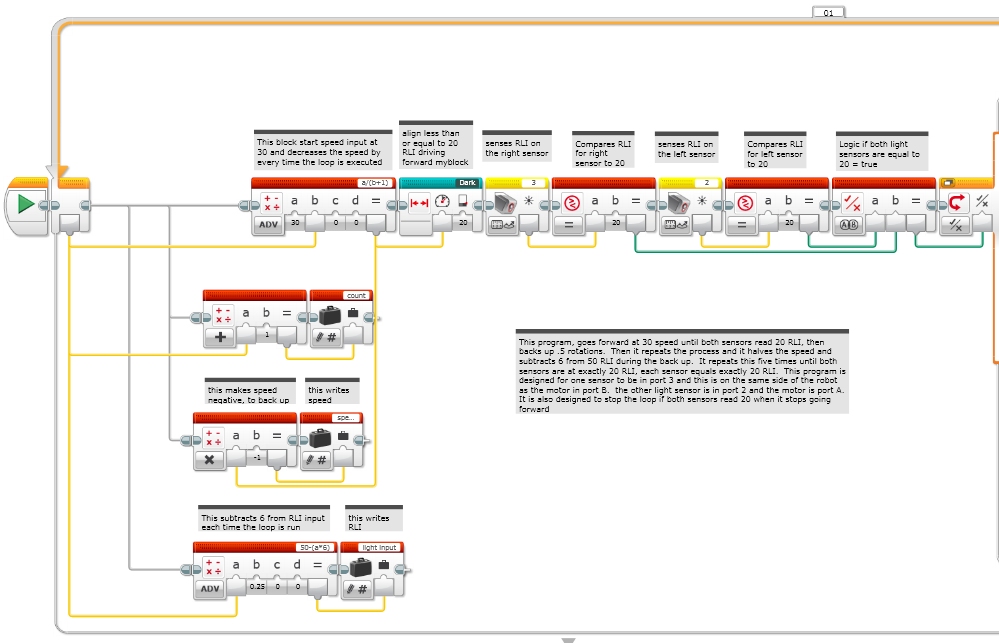 01
This block start speed input at
30 and decreases the speed by
every time the loop is executed
align less than
or equal to 20
RLI driving
forward myblock
senses RLI on
the right sensor
Compares RLI
for right
sensor to 20
senses RLI on
the left sensor
Compares RLI
for left sensor
to 20
Logic if both light
sensors are equal to
20 = true
a/(b+1)
a b c d =
ADV 30 0 0
Dark
20
3
a b =
= 20
2
a b =
= 20
a b =
A B
count
a b =
1
#
this makes speed
negative, to back up
this writes
speed
spe...
a b =
-1
#
This program, goes forward at 30 speed until both sensors read 20 RLI, then
backs up .5 rotations. Then it repeats the process and it halves the speed and
subtracts 6 from 50 RLI during the back up. It repeats this five times until both
sensors are at exactly 20 RLI, each sensor equals exactly 20 RLI. This program is
designed for one sensor to be in port 3 and this is on the same side of the robot
as the motor in port B. the other light sensor is in port 2 and the motor is port A.
It is also designed to stop the loop if both sensors read 20 when it stops going
forward
This subtracts 6 from RLI input
each time the loop is run
this writes
RLI
50-(a*6)
light input
a b c d =
ADV 0.25 0 0
#